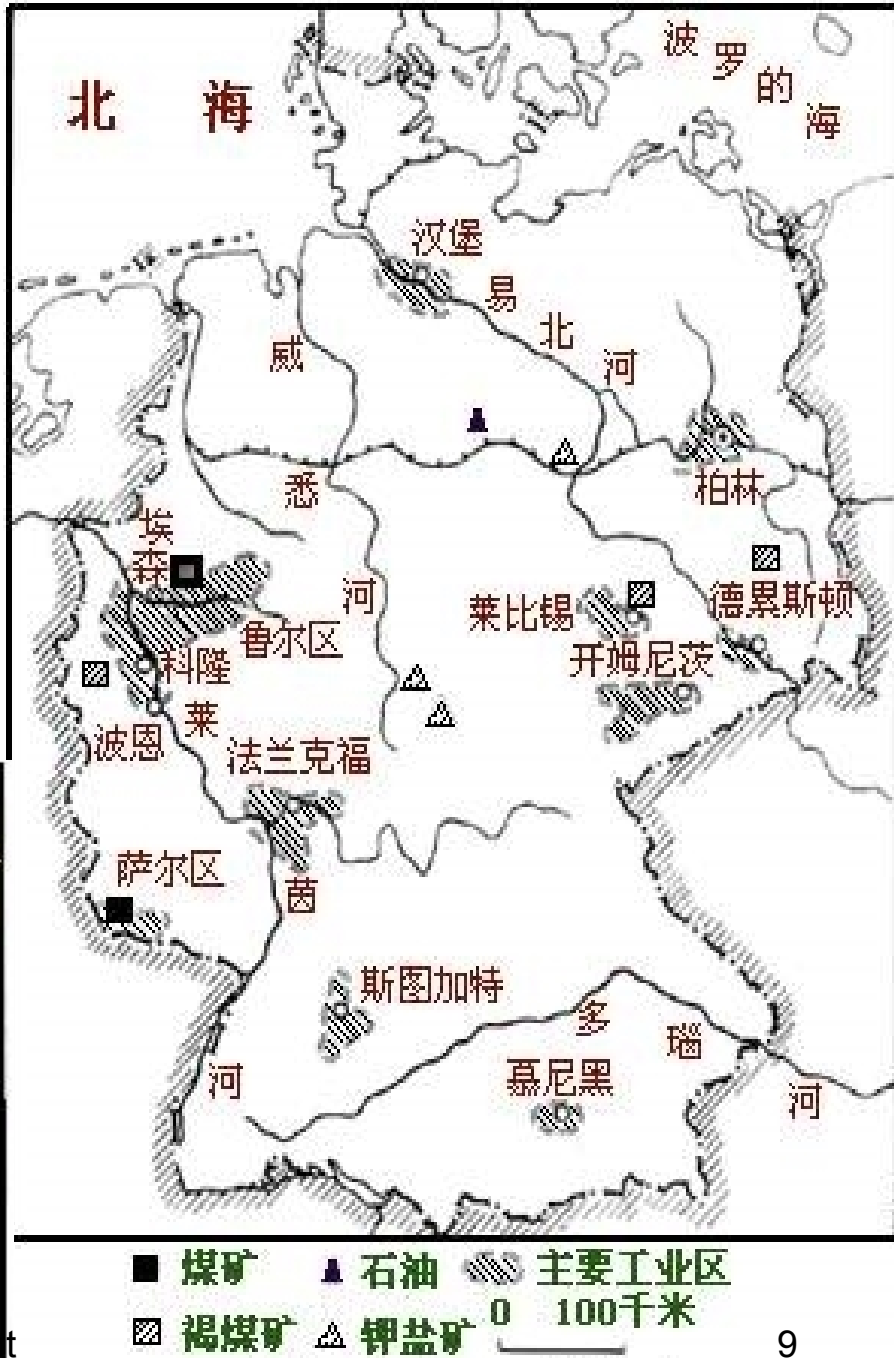 北 海
波罗的海
汉堡
易北河
威悉河
柏林
埃森
鲁尔区
莱比锡
德累斯顿
开姆尼茨
科隆
波恩
莱茵河
法兰克福
萨尔区
斯图加特
多瑙河
慕尼黑
煤矿 石油 主要工业区
褐煤矿 钾盐矿 0 100千米
t 9